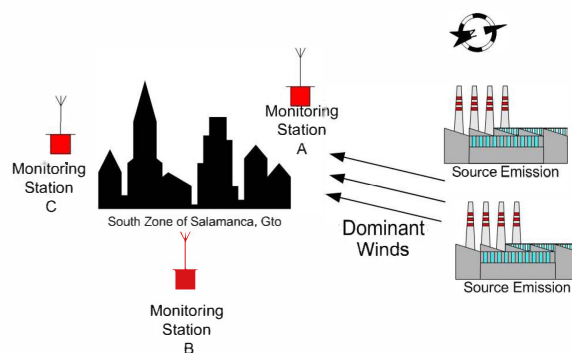 Monitoring
Station
A
Monitoring
Station
C
Source Emission
South Zone of Salamanca, Gto
Dominant
Winds
Source Emission
Monitoring
Station
B